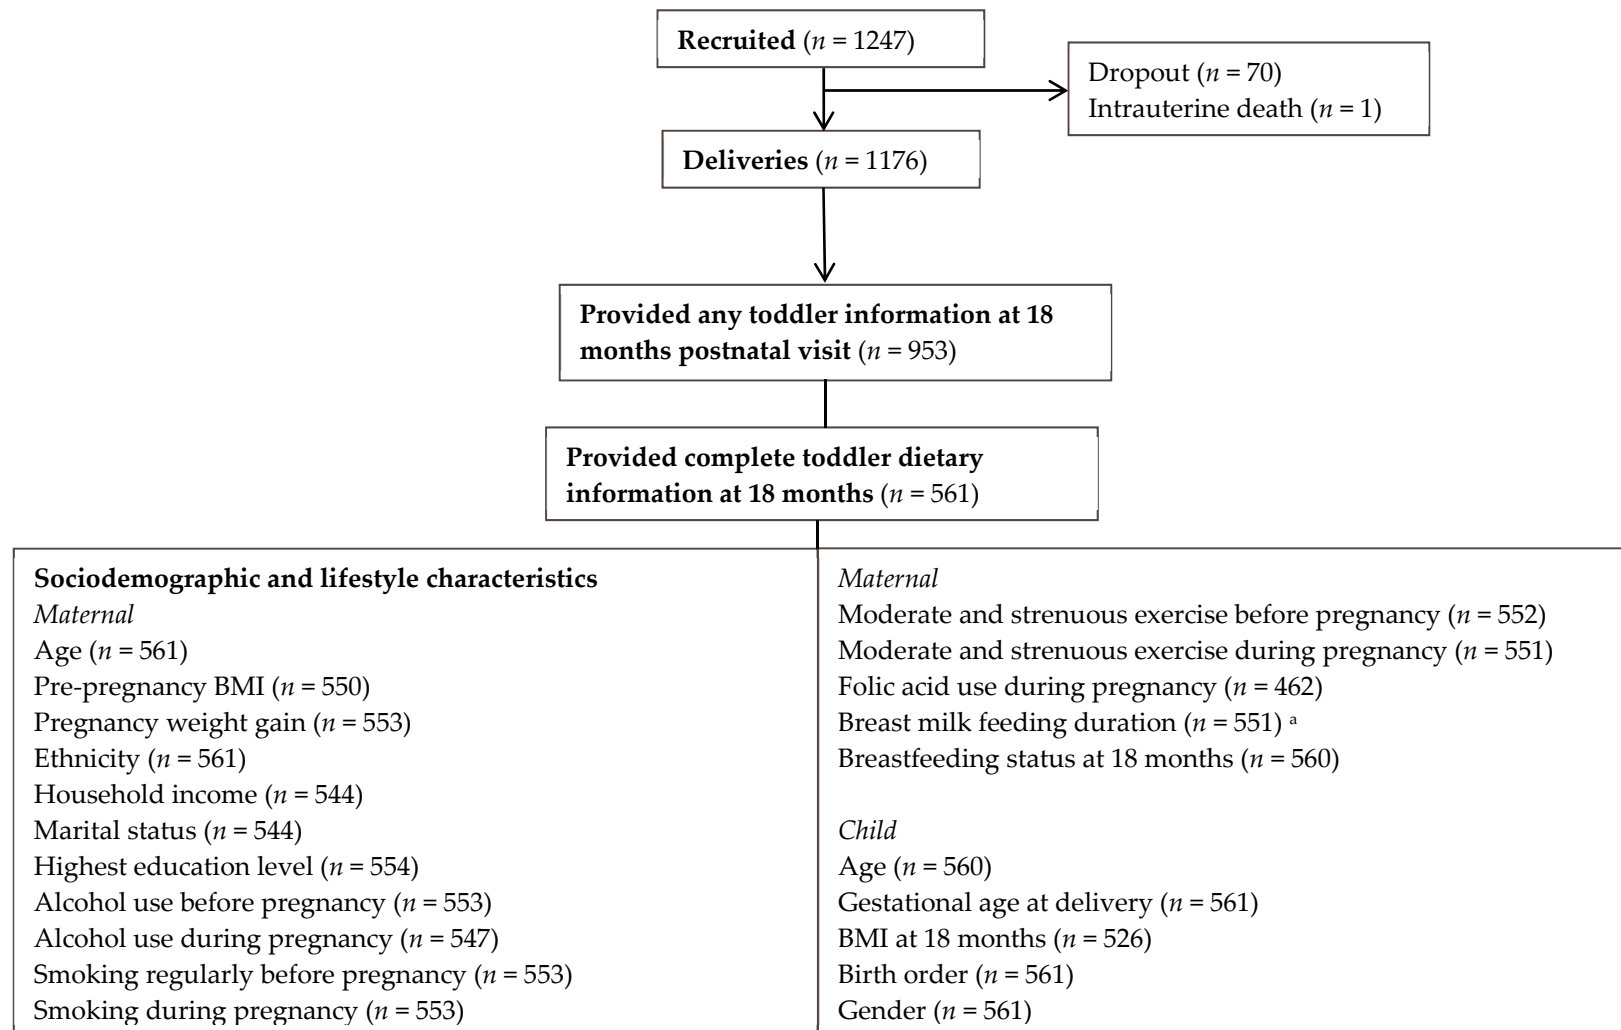 Recruited (n = 1247)
Dropout (n = 70)
Intrauterine death (n = 1)
Deliveries (n = 1176)
Provided any toddler information at 18
months postnatal visit (n = 953)
Provided complete toddler dietary
information at 18 months (n = 561)
Sociodemographic and lifestyle characteristics
Maternal
Age (n = 561)
Pre-pregnancy BMI (n = 550)
Pregnancy weight gain (n = 553)
Ethnicity (n = 561)
Household income (n = 544)
Marital status (n = 544)
Highest education level (n = 554)
Alcohol use before pregnancy (n = 553)
Alcohol use during pregnancy (n = 547)
Smoking regularly before pregnancy (n = 553)
Smoking during pregnancy (n = 553)
Maternal
Moderate and strenuous exercise before pregnancy (n = 552)
Moderate and strenuous exercise during pregnancy (n = 551)
Folic acid use during pregnancy (n = 462)
Breast milk feeding duration (n = 551) a
Breastfeeding status at 18 months (n = 560)
Child
Age (n = 560)
Gestational age at delivery (n = 561)
BMI at 18 months (n = 526)
Birth order (n = 561)
Gender (n = 561)